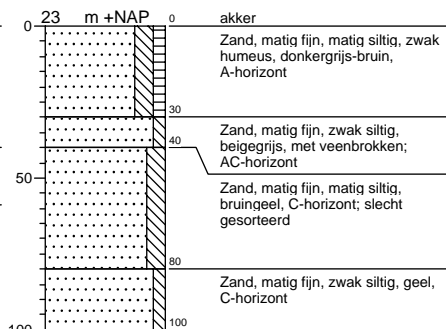 23 m +NAP
0
0
akker
Zand, matig fijn, matig siltig, zwak
humeus, donkergrijs-bruin,
A-horizont
30
Zand, matig fijn, zwak siltig,
beigegrijs, met veenbrokken;
AC-horizont
40
50
Zand, matig fijn, matig siltig,
bruingeel, C-horizont; slecht
gesorteerd
80
Zand, matig fijn, zwak siltig, geel,
C-horizont
100
100